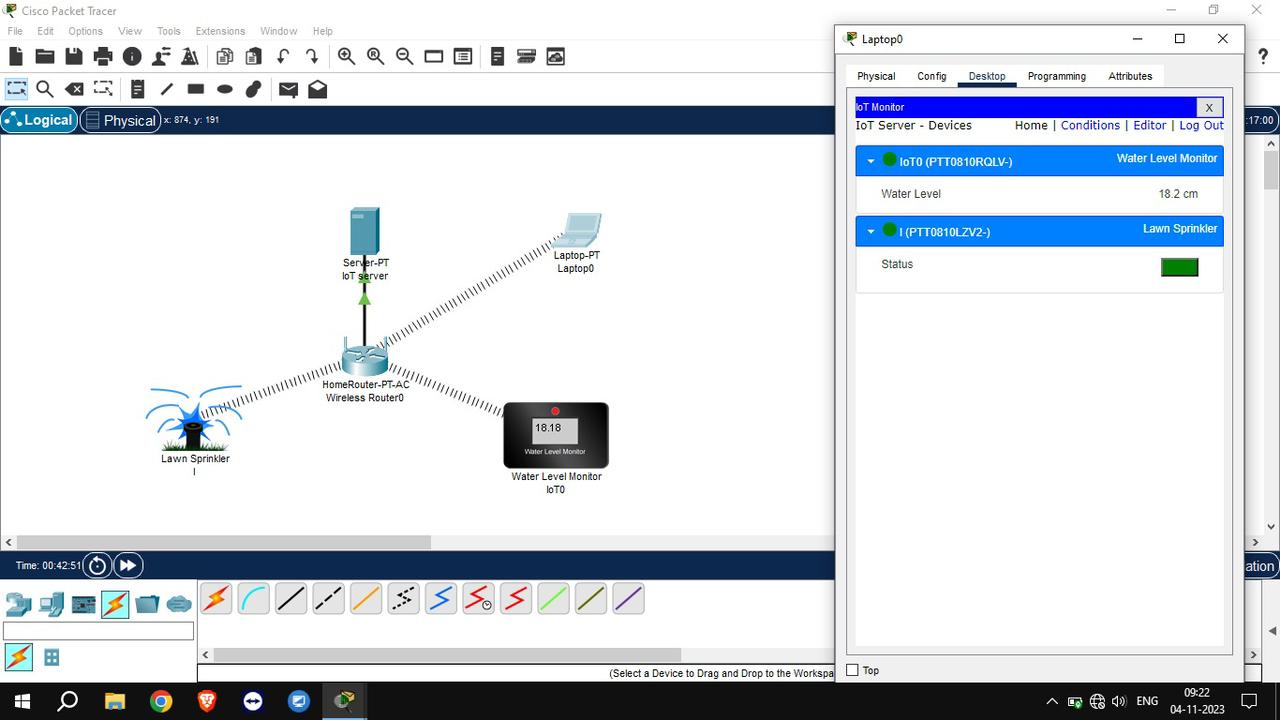 Cisco Packet Tracer
File Edit Options View Tools Extensions Window Help
Logical Physical x: 874, y: 191
:17:00
Server-PT
IoT server
Laptop-PT
Laptop0
HomeRouter-PT-AC
Wireless Router0
Lawn Sprinkler
I
18.18
Water Level Monitor
Water Level Monitor
IoT0
Time: 00:42:51
ation
(Select a Device to Drag and Drop to the Workspa
Laptop0
Physical Config Desktop Programming Attributes
IoT Monitor X
IoT Server - Devices Home | Conditions | Editor | Log Out
IoT0 (PTT0810RQLV-) Water Level Monitor
Water Level 18.2 cm
I (PTT0810LZV2-) Lawn Sprinkler
Status
Top
ENG
09:22
04-11-2023